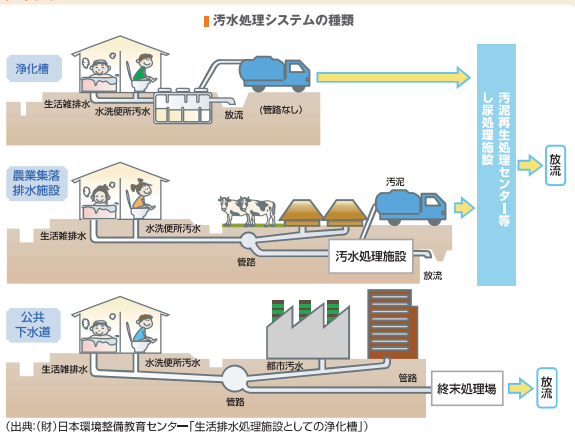 汚水処理システムの種類
浄化槽
生活雑排水
水洗便所汚水
放流
(管路なし)
汚泥再生処理センター等
し尿処理施設
放流
農業集落
排水施設
生活雑排水
水洗便所汚水
管路
汚泥
汚水処理施設
放流
公共
下水道
生活雑排水
水洗便所汚水
管路
都市汚水
管路
終末処理場
放流
(出典:(財)日本環境整備教育センター「生活排水処理施設としての浄化槽」)